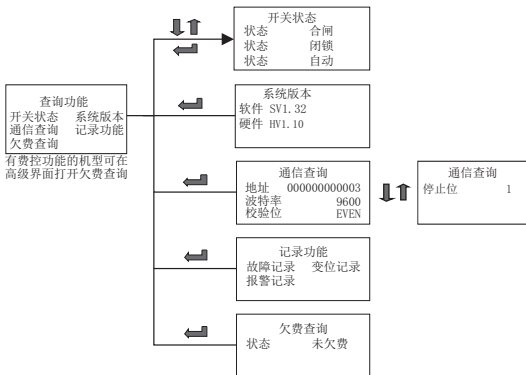 查询功能
开关状态 系统版本
通信查询 记录功能
欠费查询
有费控功能的机型可在
高级界面打开欠费查询
开关状态
状态 合闸
状态 闭锁
状态 自动
系统版本
软件 SV1.32
硬件 HV1.10
通信查询
地址 000000000003
波特率 9600
校验位 EVEN
通信查询
停止位 1
记录功能
故障记录 变位记录
报警记录
欠费查询
状态 未欠费